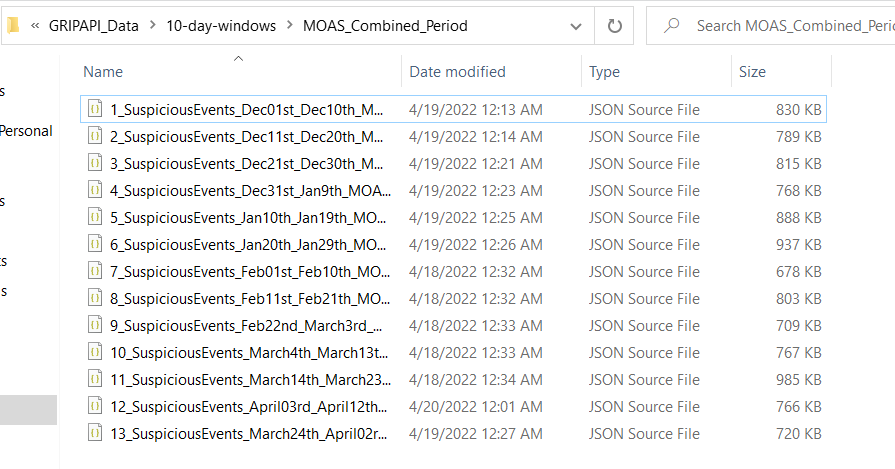 « GRIPAPI_Data > 10-day-windows > MOAS_Combined_Period Search MOAS_Combined_Perio
Name Date modified Type Size
s
Personal
s
ts
s
1_SuspiciousEvents_Dec01st_Dec10th_M... 4/19/2022 12:13 AM JSON Source File 830 KB
2_SuspiciousEvents_Dec11st_Dec20th_M... 4/19/2022 12:14 AM JSON Source File 789 KB
3_SuspiciousEvents_Dec21st_Dec30th_M... 4/19/2022 12:21 AM JSON Source File 815 KB
4_SuspiciousEvents_Dec31st_Jan9th_MOA... 4/19/2022 12:23 AM JSON Source File 768 KB
5_SuspiciousEvents_Jan10th_Jan19th_MO... 4/19/2022 12:25 AM JSON Source File 888 KB
6_SuspiciousEvents_Jan20th_Jan29th_MO... 4/19/2022 12:26 AM JSON Source File 937 KB
7_SuspiciousEvents_Feb01st_Feb10th_MO... 4/18/2022 12:32 AM JSON Source File 678 KB
8_SuspiciousEvents_Feb11st_Feb21th_MO... 4/18/2022 12:32 AM JSON Source File 803 KB
9_SuspiciousEvents_Feb22nd_March3rd_... 4/18/2022 12:33 AM JSON Source File 709 KB
10_SuspiciousEvents_March4th_March13t... 4/18/2022 12:33 AM JSON Source File 767 KB
11_SuspiciousEvents_March14th_March23... 4/18/2022 12:34 AM JSON Source File 985 KB
12_SuspiciousEvents_April03rd_April12th... 4/20/2022 12:01 AM JSON Source File 766 KB
13_SuspiciousEvents_March24th_April02r... 4/19/2022 12:27 AM JSON Source File 720 KB